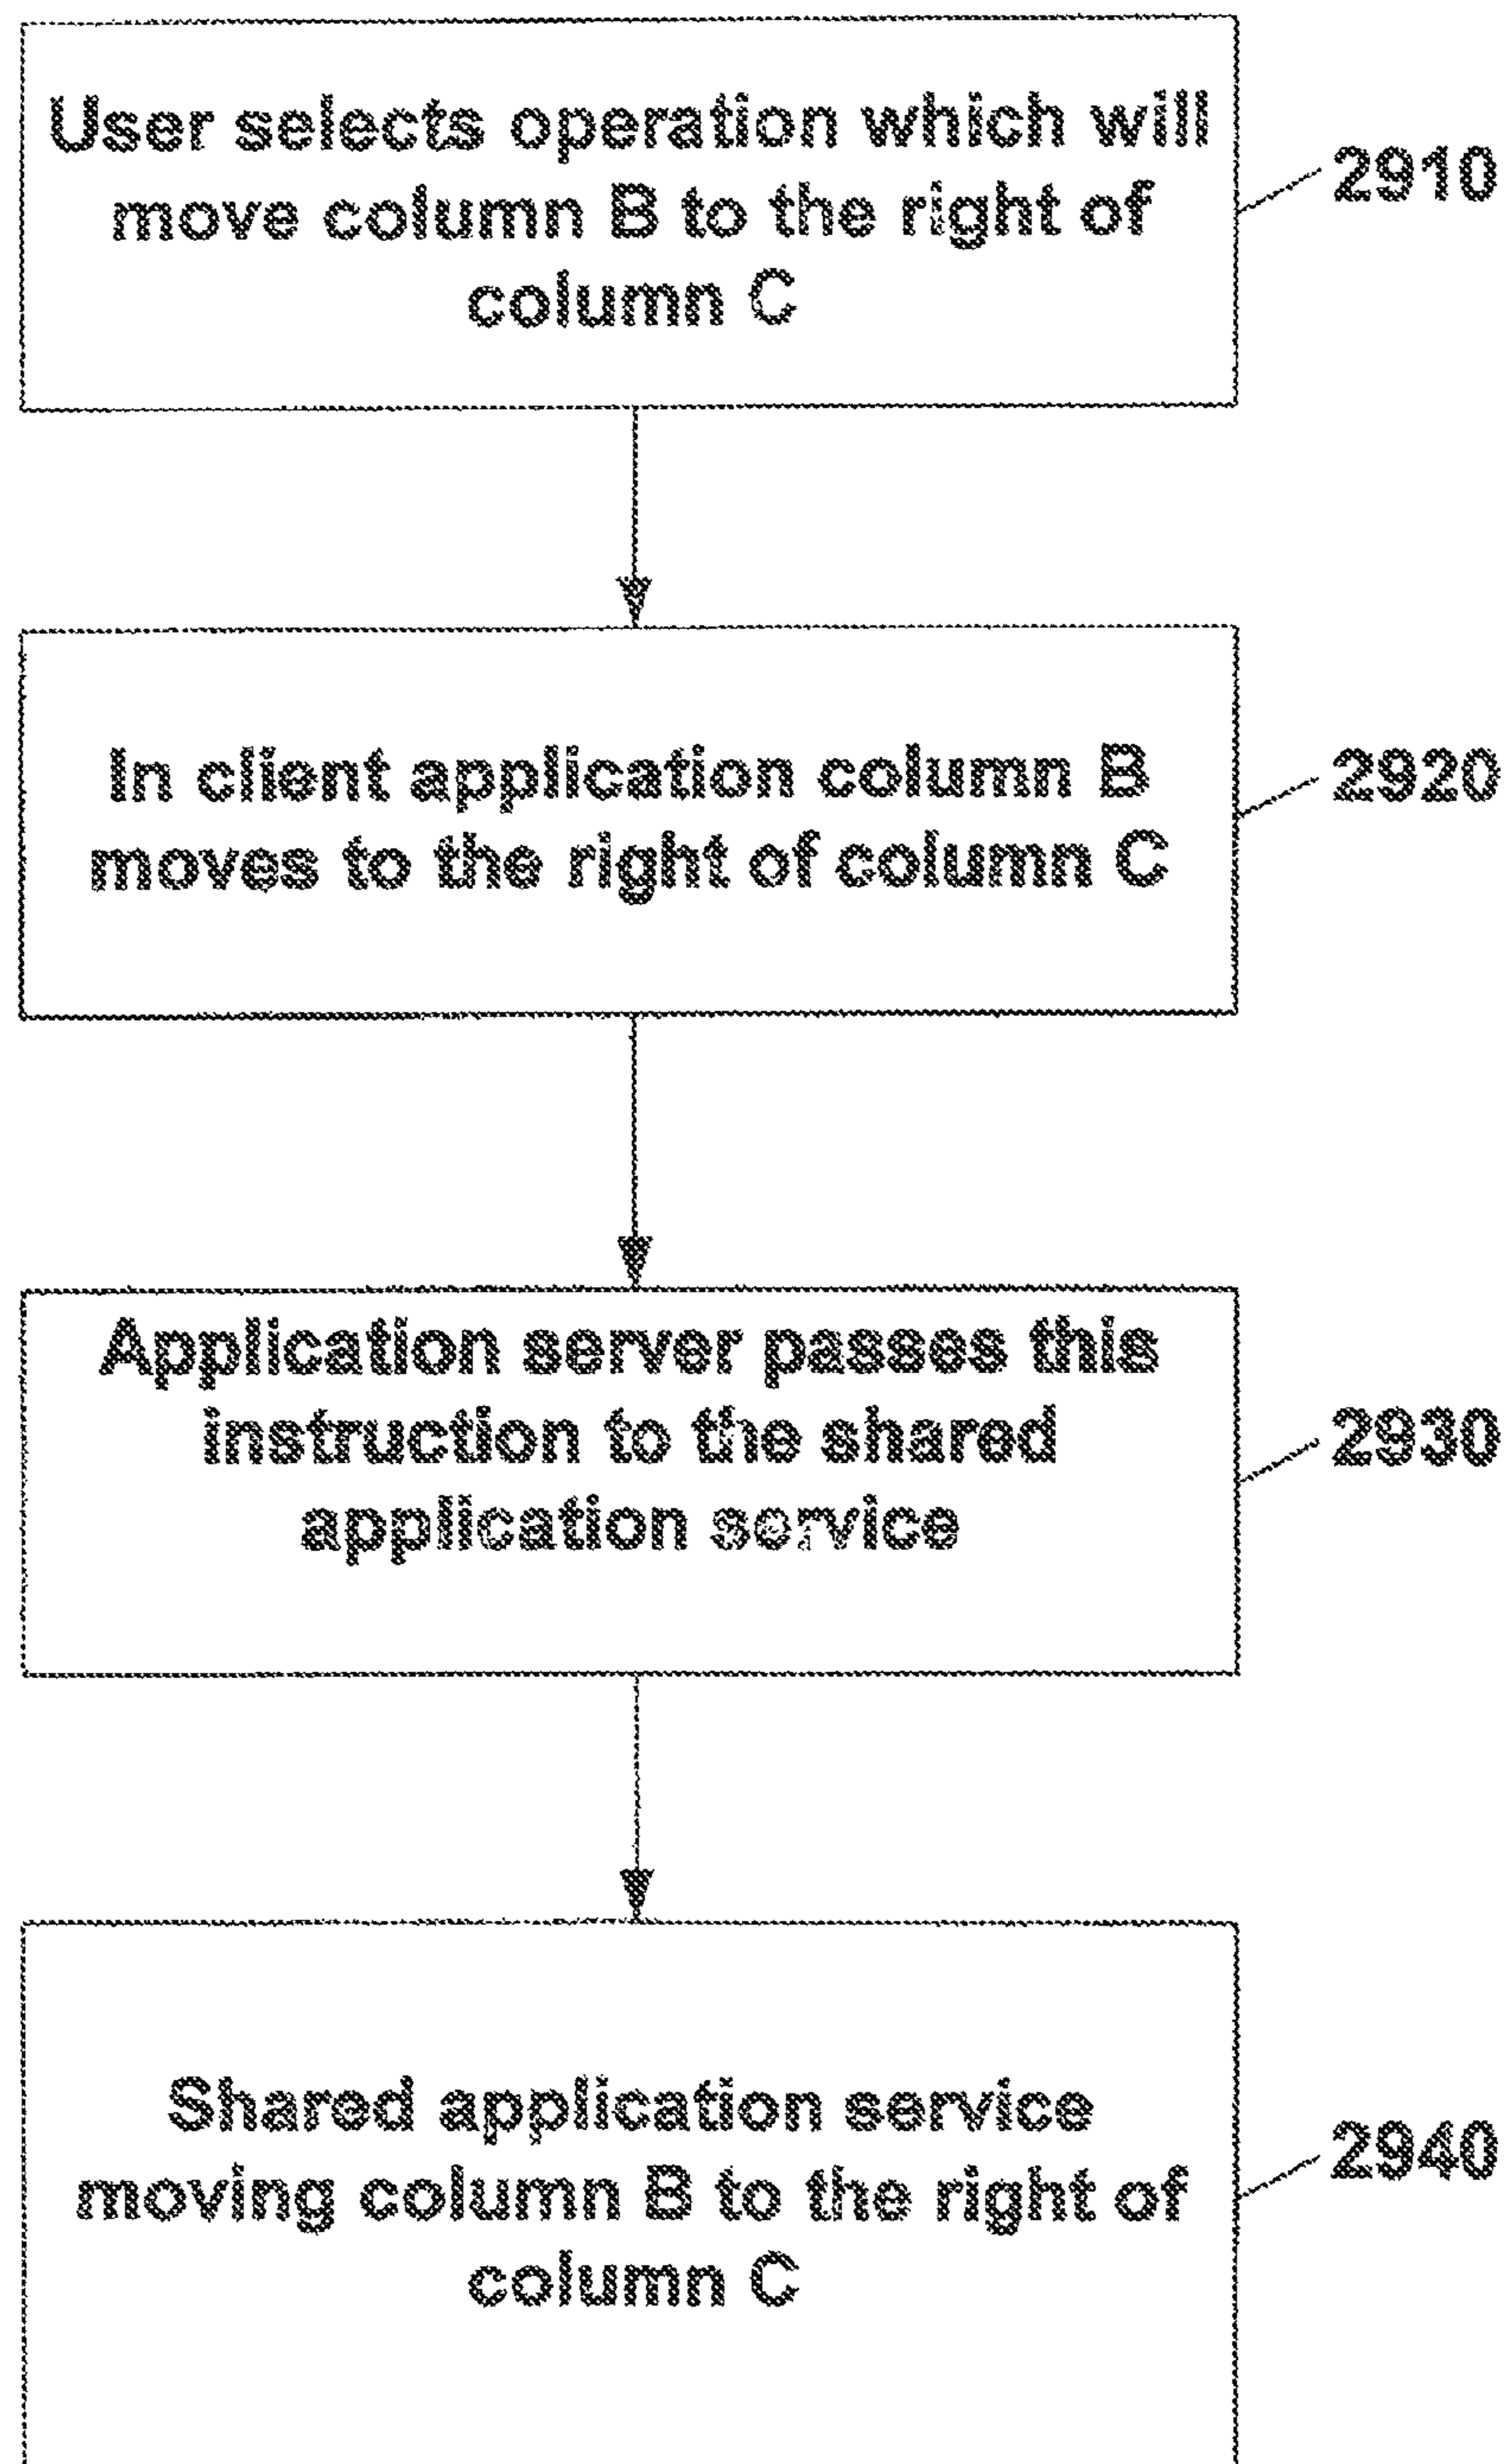 User selects operation which will
move column B to the right of
column C
2910
In client application column B
moves to the right of column C
2920
Application server passes this
instruction to the shared
application service
2930
Shared application service
moving column B to the right of
column C
2940